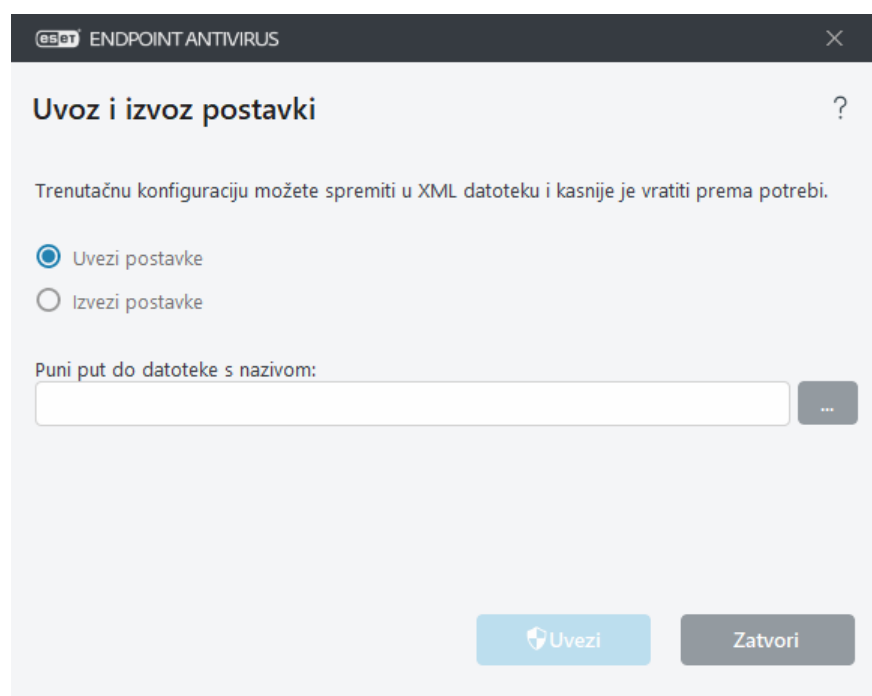 eset ENDPOINT ANTIVIRUS
Uvoz i izvoz postavki
?
Trenutačnu konfiguraciju možete spremiti u XML datoteku i kasnije je vratiti prema potrebi.
Uvezi postavke
Izvezi postavke
Puni put do datoteke s nazivom:
...
Uvezi
Zatvori